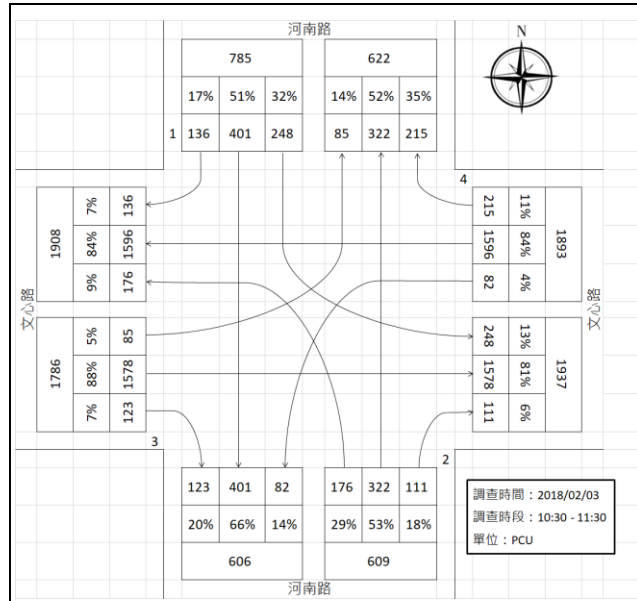 河南路
N
785 622
17% 51% 32% 14% 52% 35%
1 136 401 248 85 322 215
4
1908 7% 136
84% 1596
9% 176
215 11% 1893
1596 84%
82 4%
文心路
文心路
1786 5% 85
88% 1578
7% 123
248 13% 1937
1578 81%
111 6%
3
2
123 401 82 176 322 111
20% 66% 14% 29% 53% 18%
606 609
河南路
調查時間：2018/02/03
調查時段：10:30 - 11:30
單位：PCU